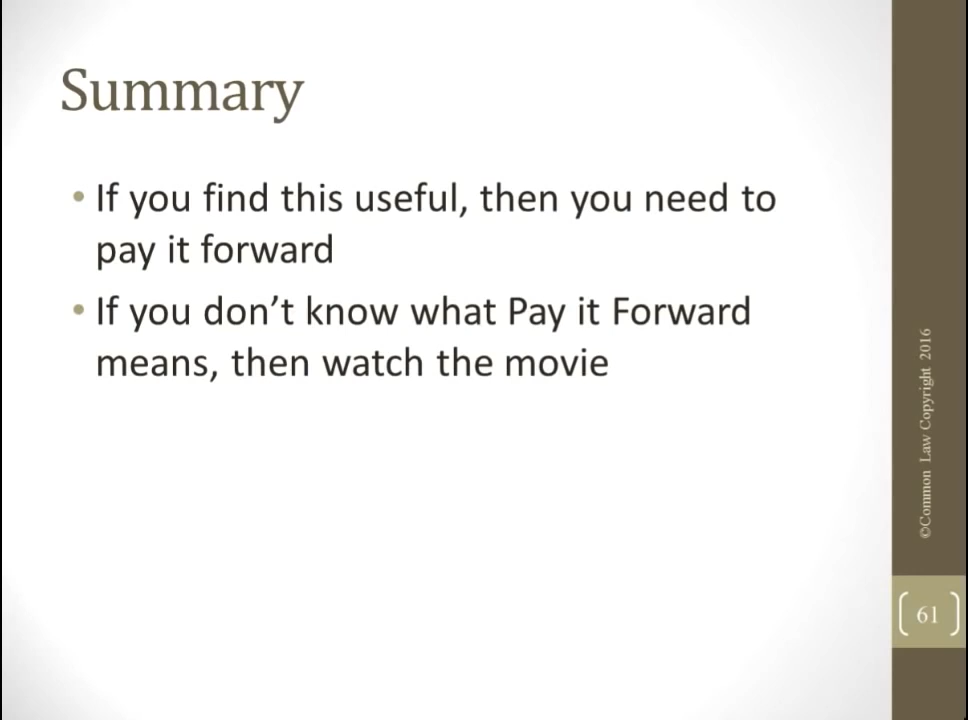 Summary
• If you find this useful, then you need to
pay it forward
• If you don’t know what Pay it Forward
means, then watch the movie
©Common Law Copyright 2016
61